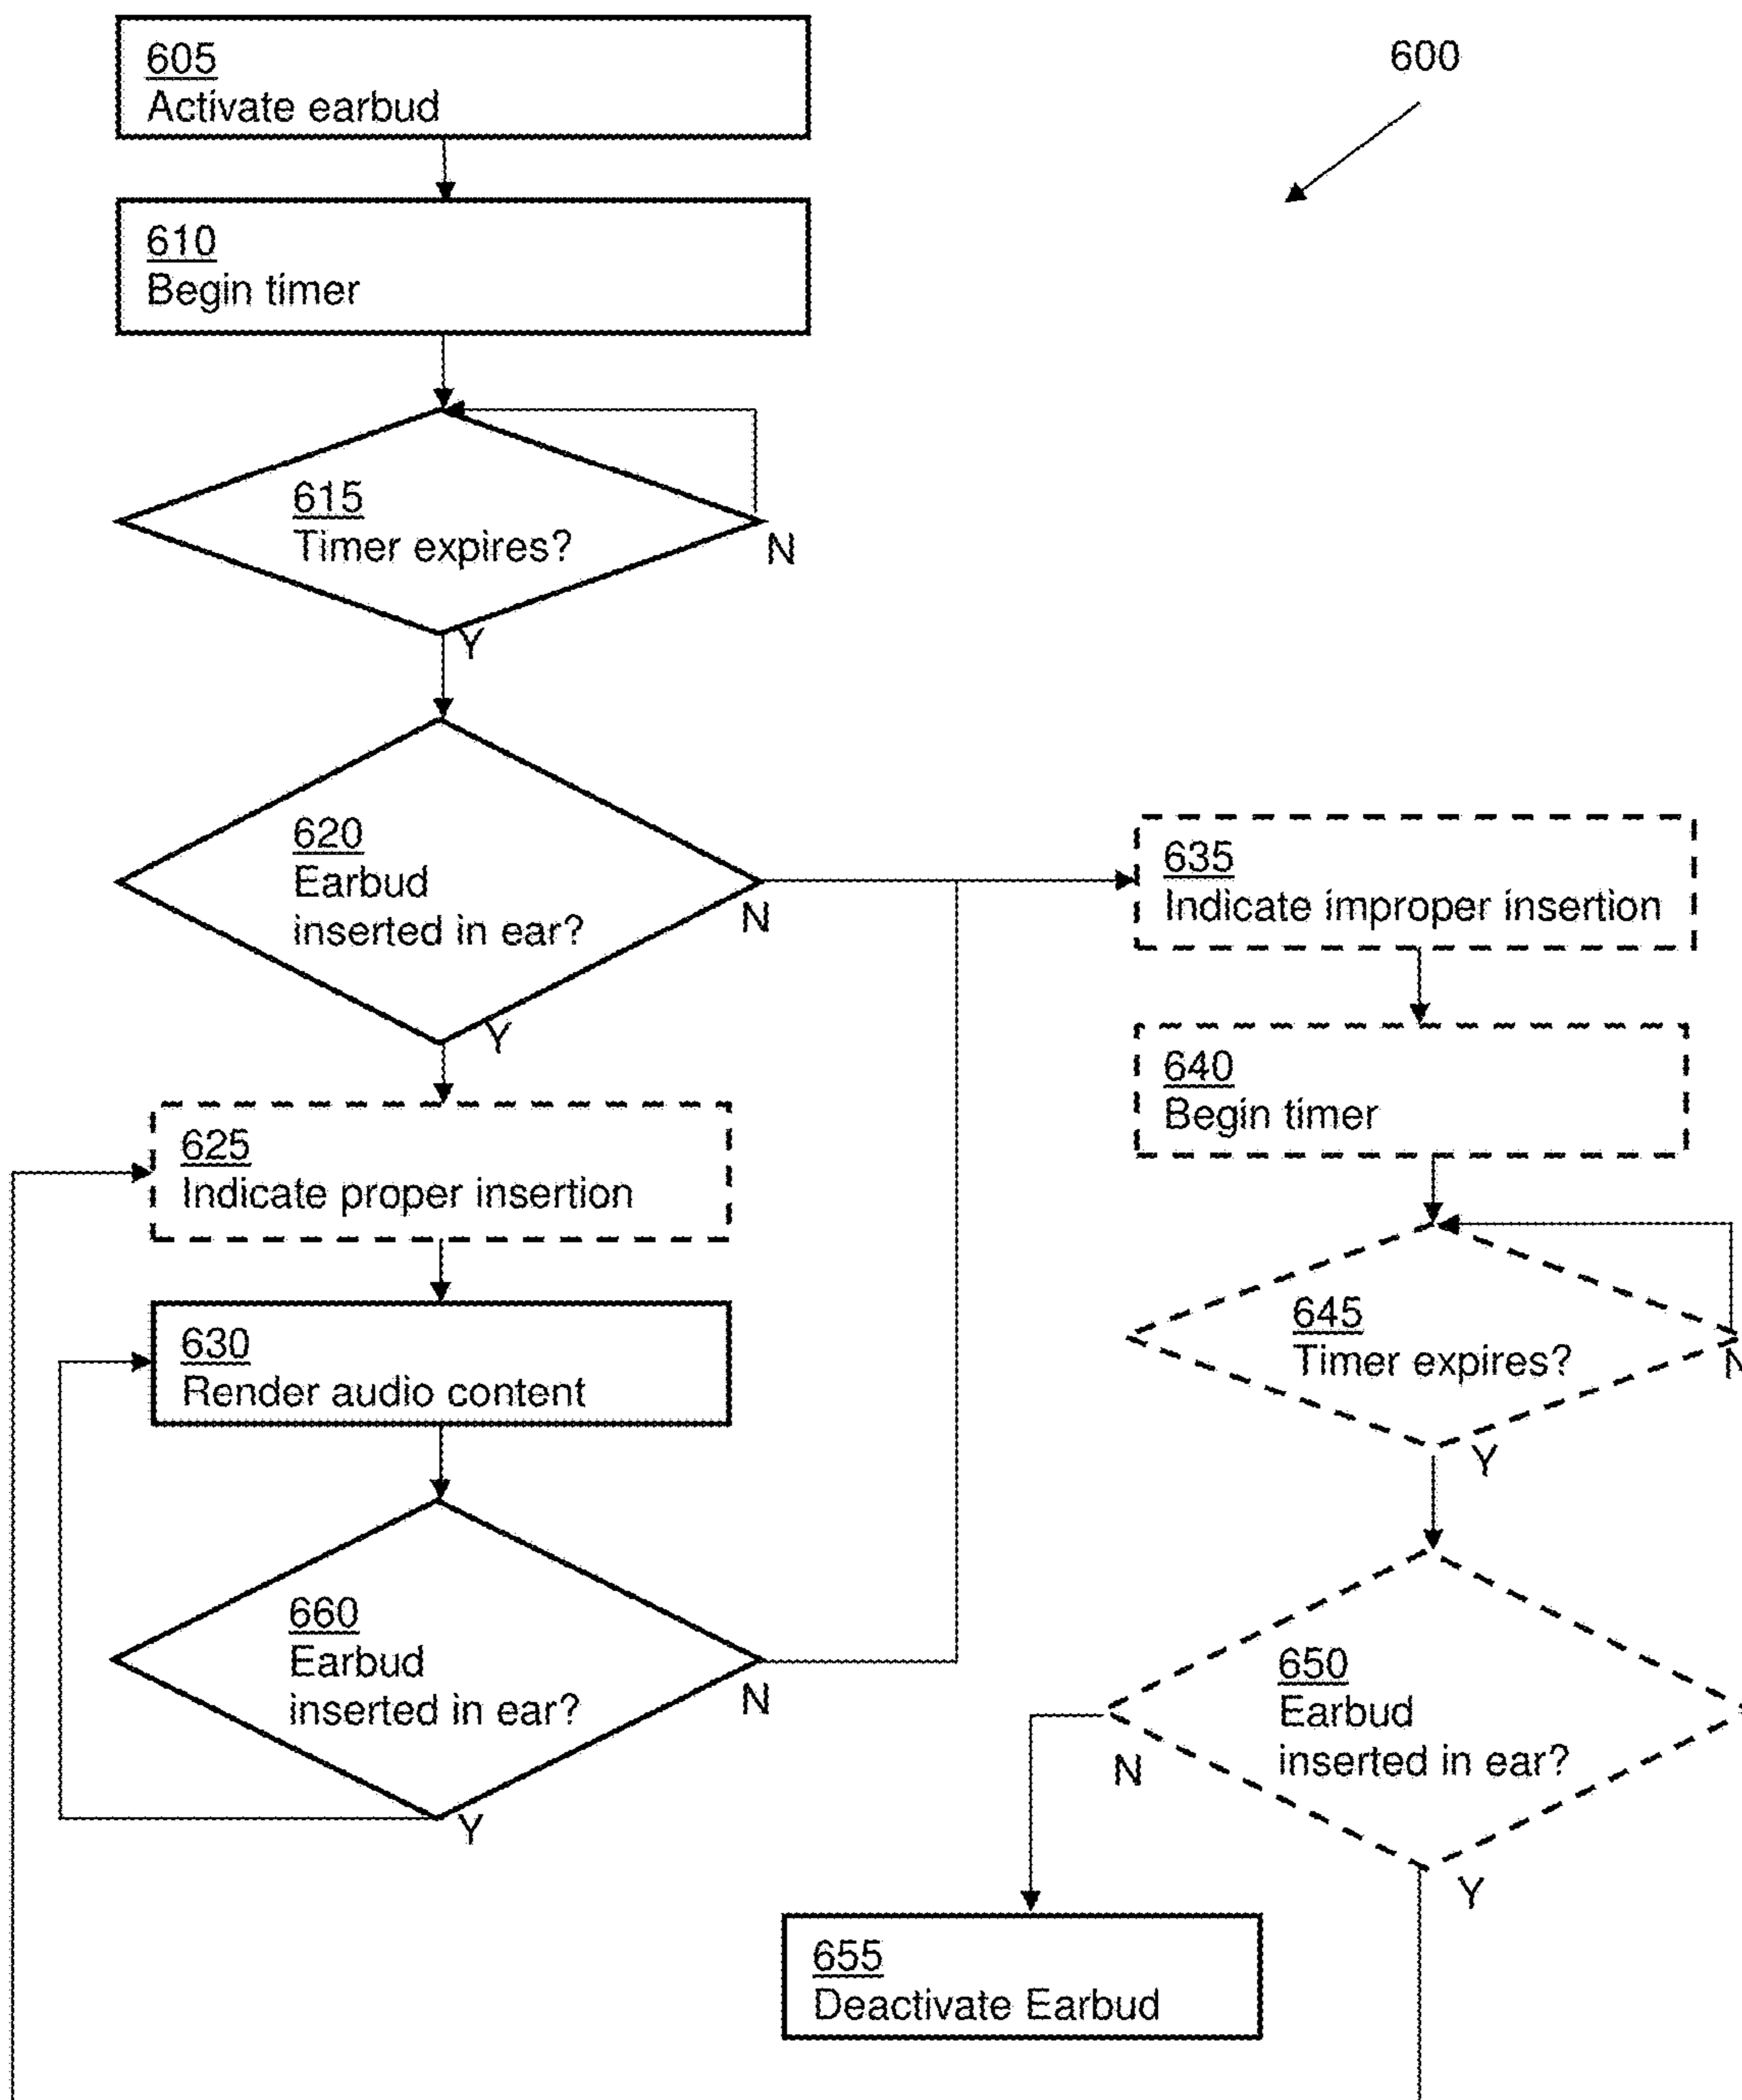 605
Activate earbud
600
610
Begin timer
615
Timer expires?
N
Y
620
Earbud
inserted in ear?
N
Y
635
Indicate improper insertion
640
Begin timer
625
Indicate proper insertion
645
Timer expires?
N
Y
630
Render audio content
660
Earbud
inserted in ear?
N
Y
650
Earbud
inserted in ear?
N
Y
655
Deactivate Earbud